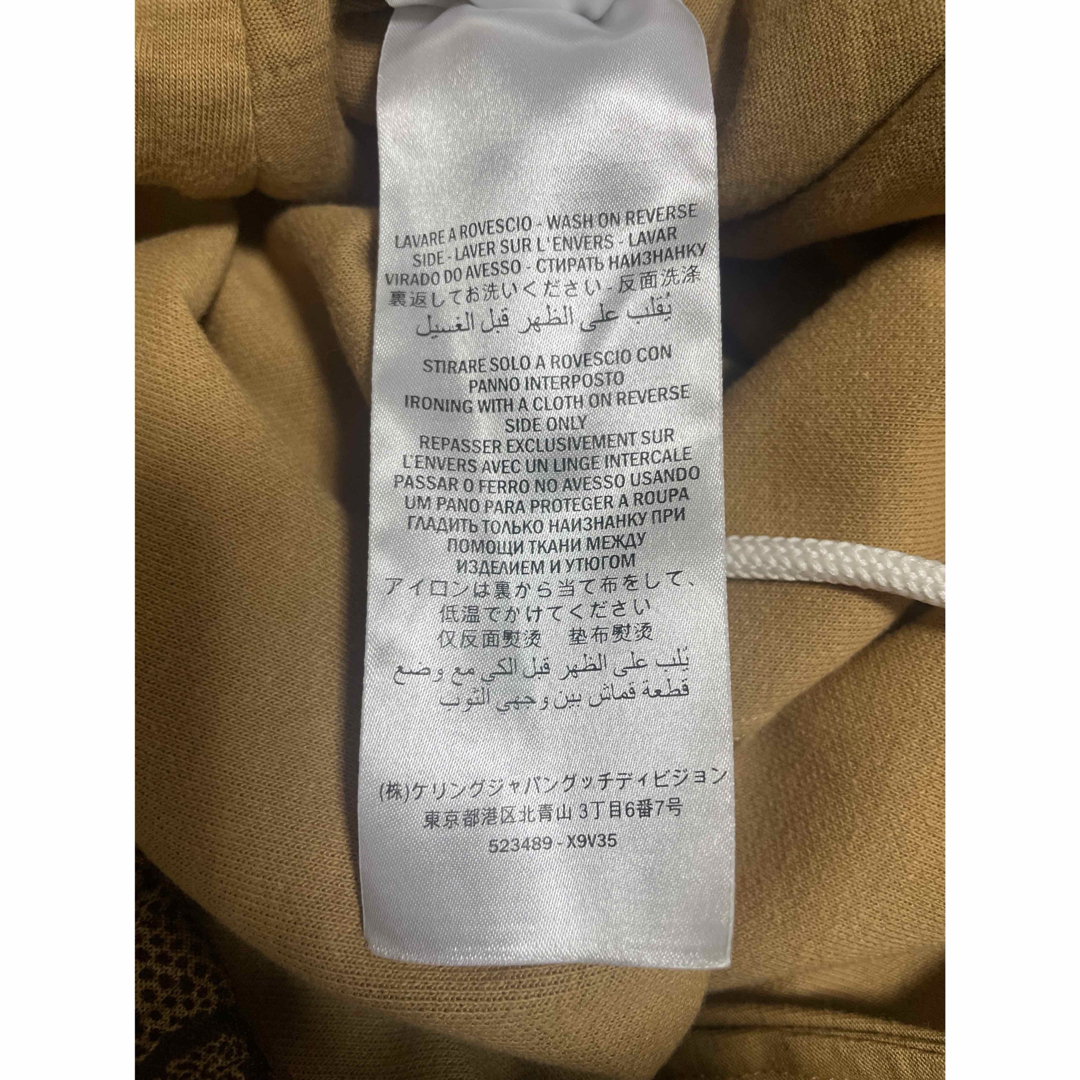 LAVARE A ROVESCIO - WASH ON REVERSE
SIDE - LAVER SUR L'ENVERS - LAVAR
VIRADO DO AVESSO - СТИРАТЬ НАИЗНАНКУ
裏返してお洗いください - 反面洗涤
يُقلب على الظهر قبل الغسيل
STIRARE SOLO A ROVESCIO CON
PANNO INTERPOSTO
IRONING WITH A CLOTH ON REVERSE
SIDE ONLY
REPASSER EXCLUSIVEMENT SUR
L'ENVERS AVEC UN LINGE INTERCALE
PASSAR O FERRO NO AVESSO USANDO
UM PANO PARA PROTEGER A ROUPA
ГЛАДИТЬ ТОЛЬКО НАИЗНАНКУ ПРИ
ПОМОЩИ ТКАНИ МЕЖДУ
ИЗДЕЛИЕМ И УТЮГОМ
アイロンは裏から当て布をして、
低温でかけてください
仅反面熨烫 垫布熨烫
يُلب على الظهر قبل الكي مع وضع
قطعة قماش بين وجهي الثوب
(株)ケリングジャパングッチディビジョン
東京都港区北青山 3丁目6番7号
523489 - X9V35